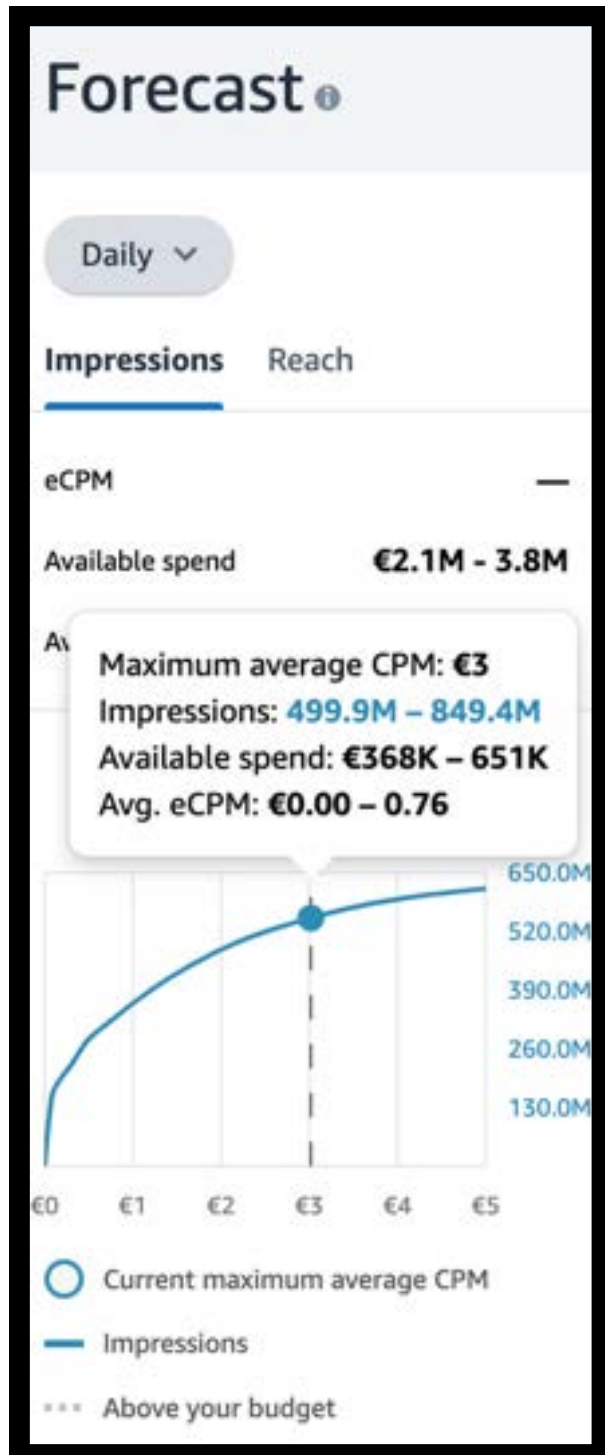 Forecast
Daily
Impressions Reach
eCPM —
Available spend €2.1M - 3.8M
Maximum average CPM: €3
Impressions: 499.9M – 849.4M
Available spend: €368K – 651K
Avg. eCPM: €0.00 – 0.76
650.0M
520.0M
390.0M
260.0M
130.0M
€0 €1 €2 €3 €4 €5
Current maximum average CPM
Impressions
Above your budget